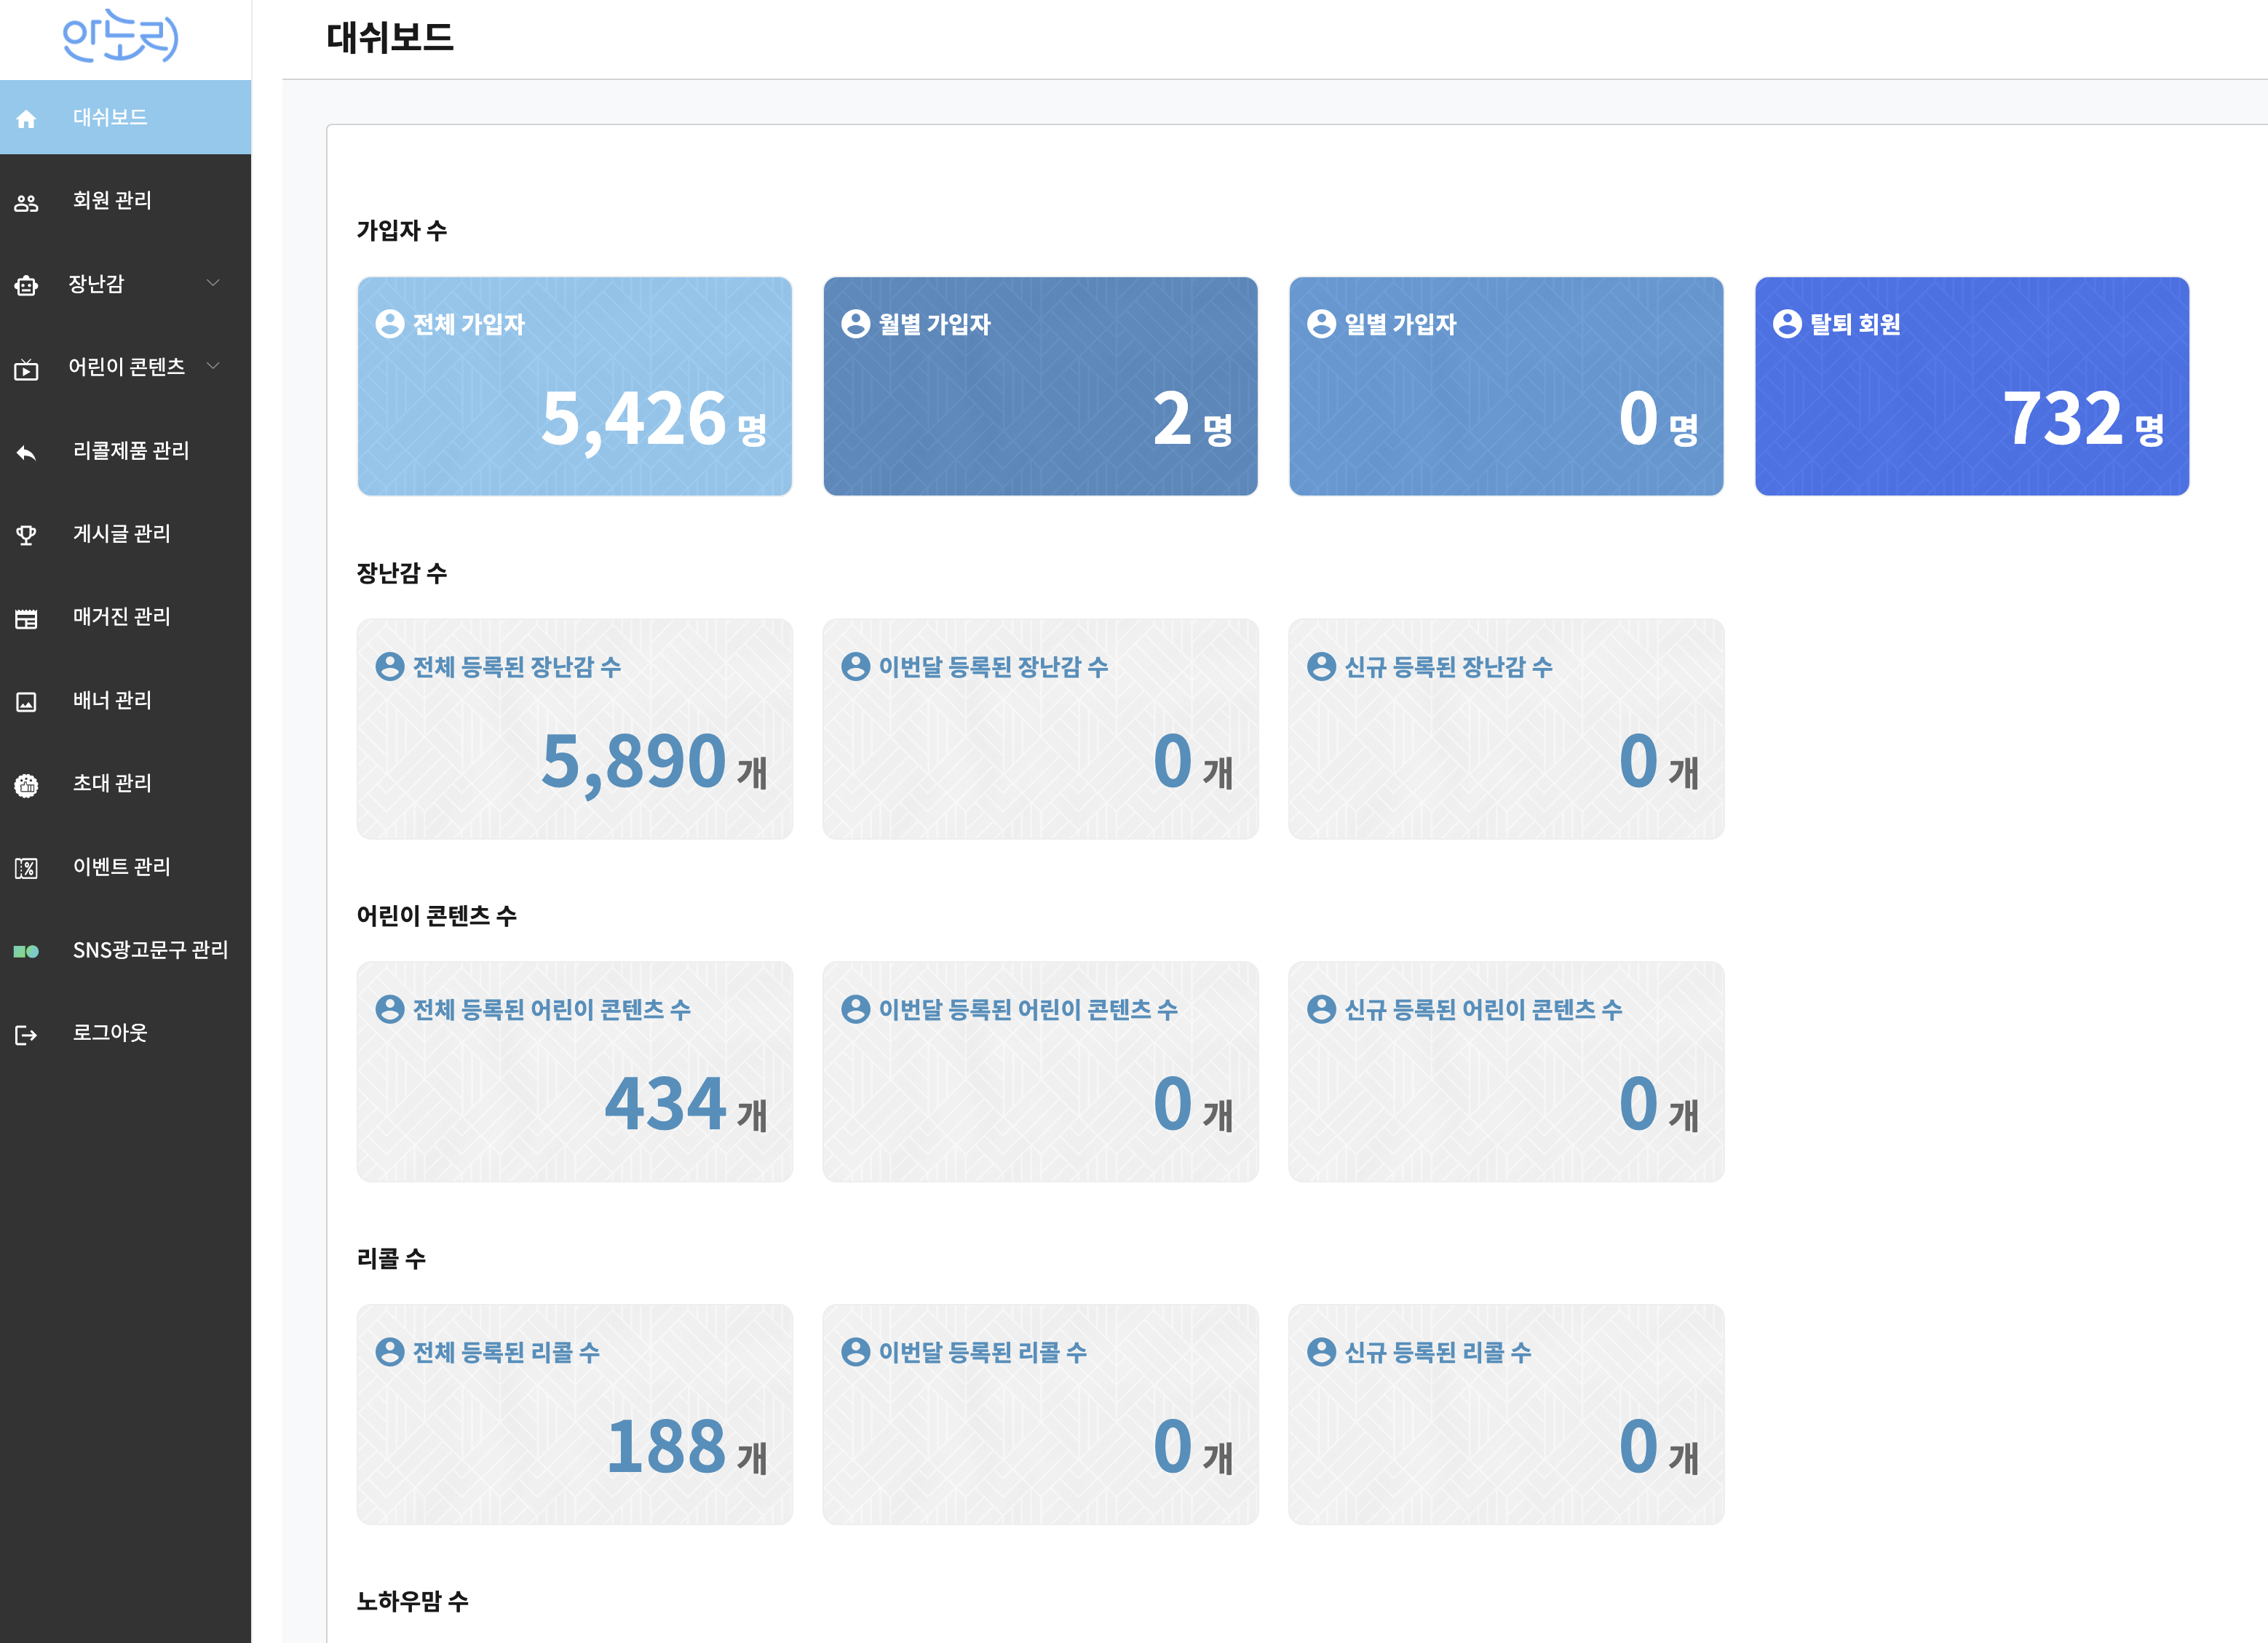 안노리
대쉬보드
회원 관리
장난감
어린이 콘텐츠
리콜제품 관리
게시글 관리
매거진 관리
배너 관리
초대 관리
이벤트 관리
SNS광고문구 관리
로그아웃
대쉬보드
가입자 수
전체 가입자
5,426 명
월별 가입자
2 명
일별 가입자
0 명
탈퇴 회원
732 명
장난감 수
전체 등록된 장난감 수
5,890 개
이번달 등록된 장난감 수
0 개
신규 등록된 장난감 수
0 개
어린이 콘텐츠 수
전체 등록된 어린이 콘텐츠 수
434 개
이번달 등록된 어린이 콘텐츠 수
0 개
신규 등록된 어린이 콘텐츠 수
0 개
리콜 수
전체 등록된 리콜 수
188 개
이번달 등록된 리콜 수
0 개
신규 등록된 리콜 수
0 개
노하우맘 수